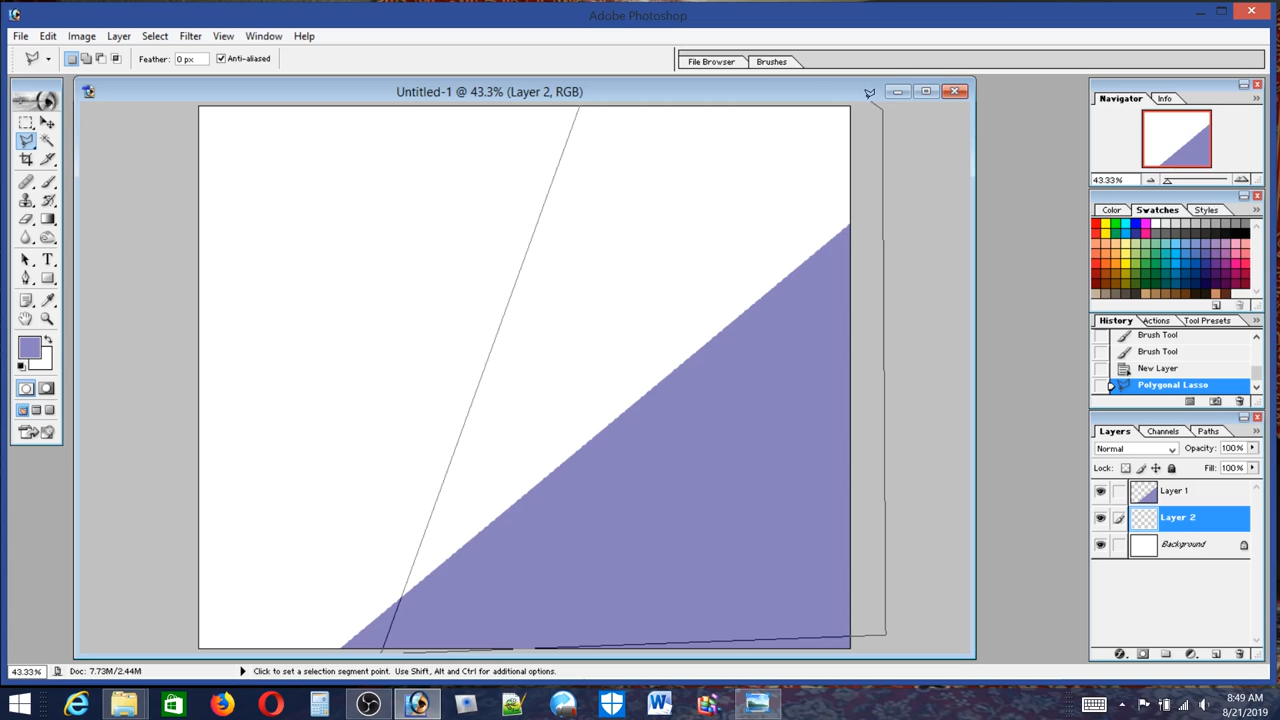 Adobe Photoshop
File Edit Image Layer Select Filter View Window Help
Feather: 0 px Anti-aliased File Browser Brushes
Untitled-1 @ 43.3% (Layer 2, RGB)
Navigator Info
43.33%
Color Swatches Styles
History Actions Tool Presets
Brush Tool
Brush Tool
New Layer
Polygonal Lasso
Layers Channels Paths
Normal Opacity: 100%
Lock: Fill: 100%
Layer 1
Layer 2
Background
43.33% Doc: 7.73M/2.44M Click to set a selection segment point. Use Shift, Alt and Ctrl for additional options.
8:49 AM
8/21/2019